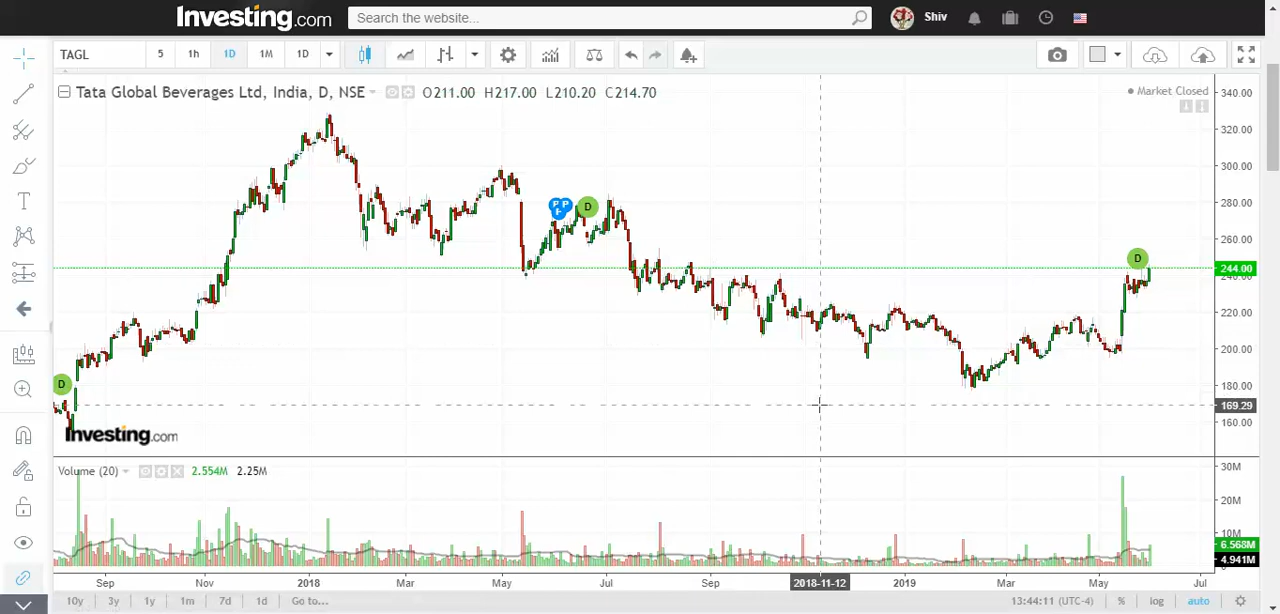 Investing.com Search the website... Shiv
TAGL 5 1h 1D 1M 1D
Tata Global Beverages Ltd, India, D, NSE O211.00 H217.00 L210.20 C214.70
Market Closed
340.00
320.00
300.00
280.00
260.00
244.00
240.00
220.00
200.00
180.00
169.29
160.00
P P
F
D
D
D
Investing.com
Volume (20) 2.554M 2.25M
30M
20M
10M
6.568M
4.941M
0
Sep Nov 2018 Mar May Jul Sep 2018-11-12 2019 Mar May Jul
10y 3y 1y 1m 7d 1d Go to... 13:44:11 (UTC-4) % log auto